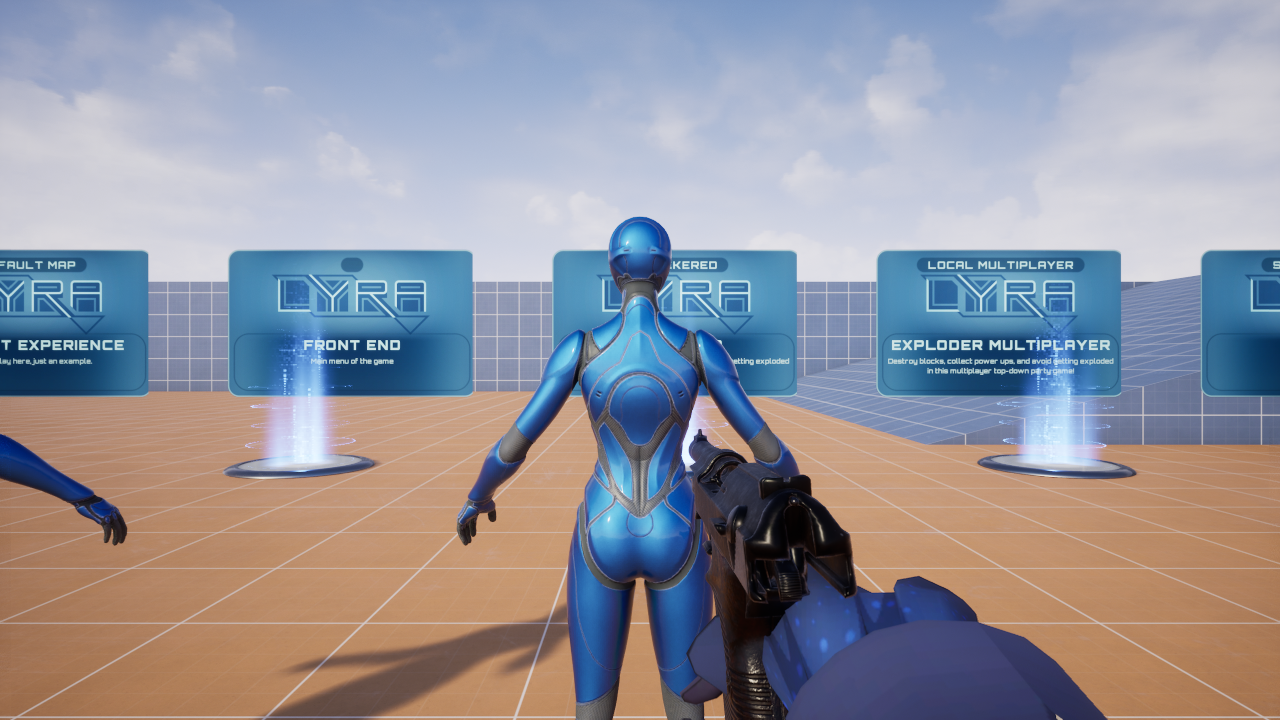 FAULT MAP
YRA
T EXPERIENCE
lay here, just an example.
LYRA
FRONT END
Main menu of the game
KERED
LYRA
getting exploded
LOCAL MULTIPLAYER
LYRA
EXPLODER MULTIPLAYER
Destroy blocks, collect power ups, and avoid getting exploded
in this multiplayer top-down party game!
S
L